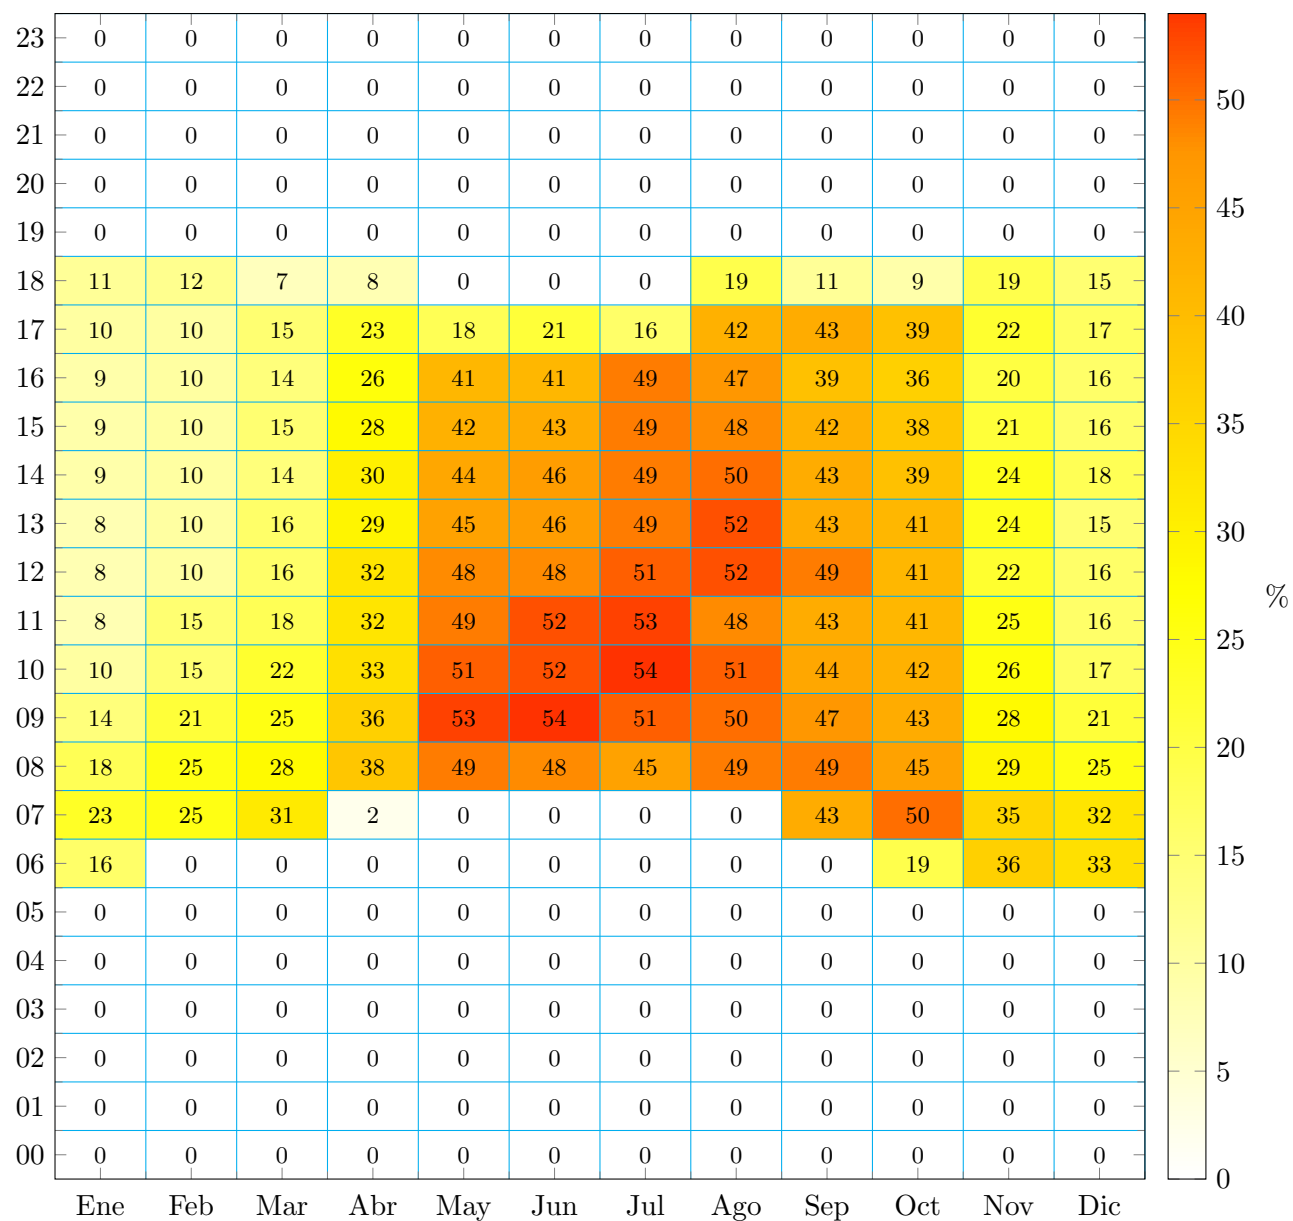 23 0 0 0 0 0 0 0 0 0 0 0 0
22 0 0 0 0 0 0 0 0 0 0 0 0 50
21 0 0 0 0 0 0 0 0 0 0 0 0
20 0 0 0 0 0 0 0 0 0 0 0 0 45
19 0 0 0 0 0 0 0 0 0 0 0 0
18 11 12 7 8 0 0 0 19 11 9 19 15
17 10 10 15 23 18 21 16 42 43 39 22 17 40
16 9 10 14 26 41 41 49 47 39 36 20 16
15 9 10 15 28 42 43 49 48 42 38 21 16 35
14 9 10 14 30 44 46 49 50 43 39 24 18
13 8 10 16 29 45 46 49 52 43 41 24 15 30
12 8 10 16 32 48 48 51 52 49 41 22 16
%
11 8 15 18 32 49 52 53 48 43 41 25 16 25
10 10 15 22 33 51 52 54 51 44 42 26 17
09 14 21 25 36 53 54 51 50 47 43 28 21 20
08 18 25 28 38 49 48 45 49 49 45 29 25
07 23 25 31 2 0 0 0 0 43 50 35 32
06 16 0 0 0 0 0 0 0 0 19 36 33 15
05 0 0 0 0 0 0 0 0 0 0 0 0
04 0 0 0 0 0 0 0 0 0 0 0 0 10
03 0 0 0 0 0 0 0 0 0 0 0 0
02 0 0 0 0 0 0 0 0 0 0 0 0 5
01 0 0 0 0 0 0 0 0 0 0 0 0
00 0 0 0 0 0 0 0 0 0 0 0 0 0
Ene Feb Mar Abr May Jun Jul Ago Sep Oct Nov Dic